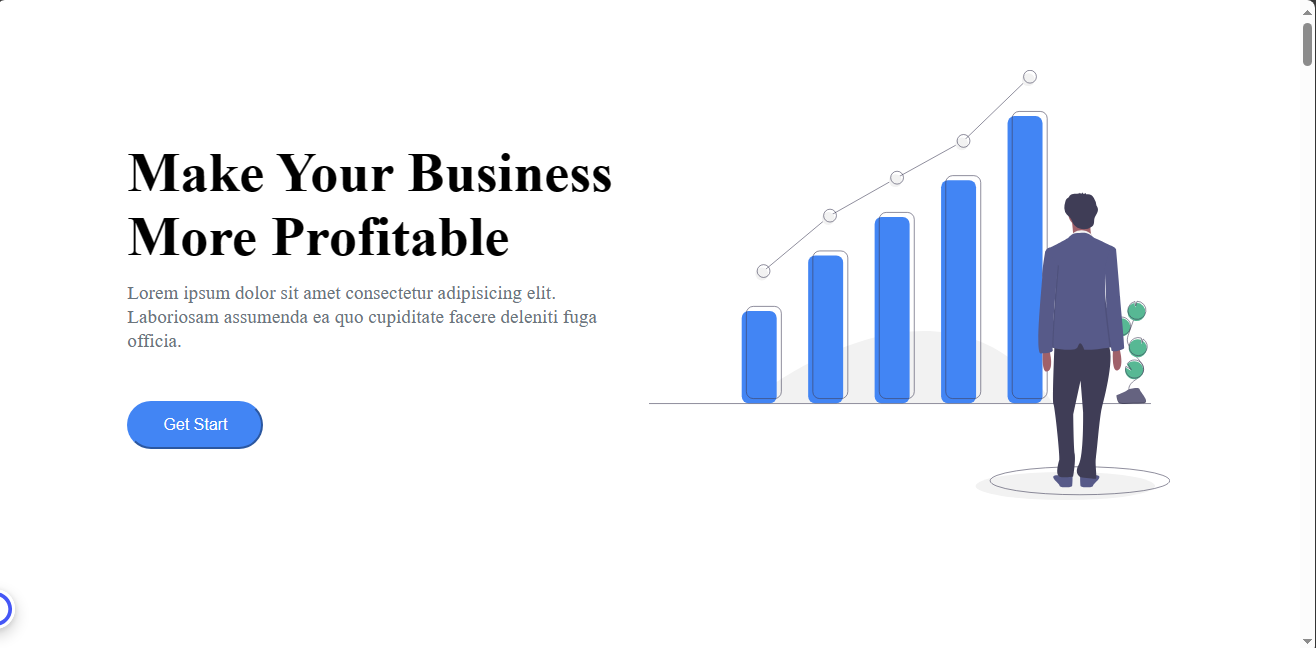 Make Your Business
More Profitable
Lorem ipsum dolor sit amet consectetur adipisicing elit.
Laboriosam assumenda ea quo cupiditate facere deleniti fuga
officia.
Get Start